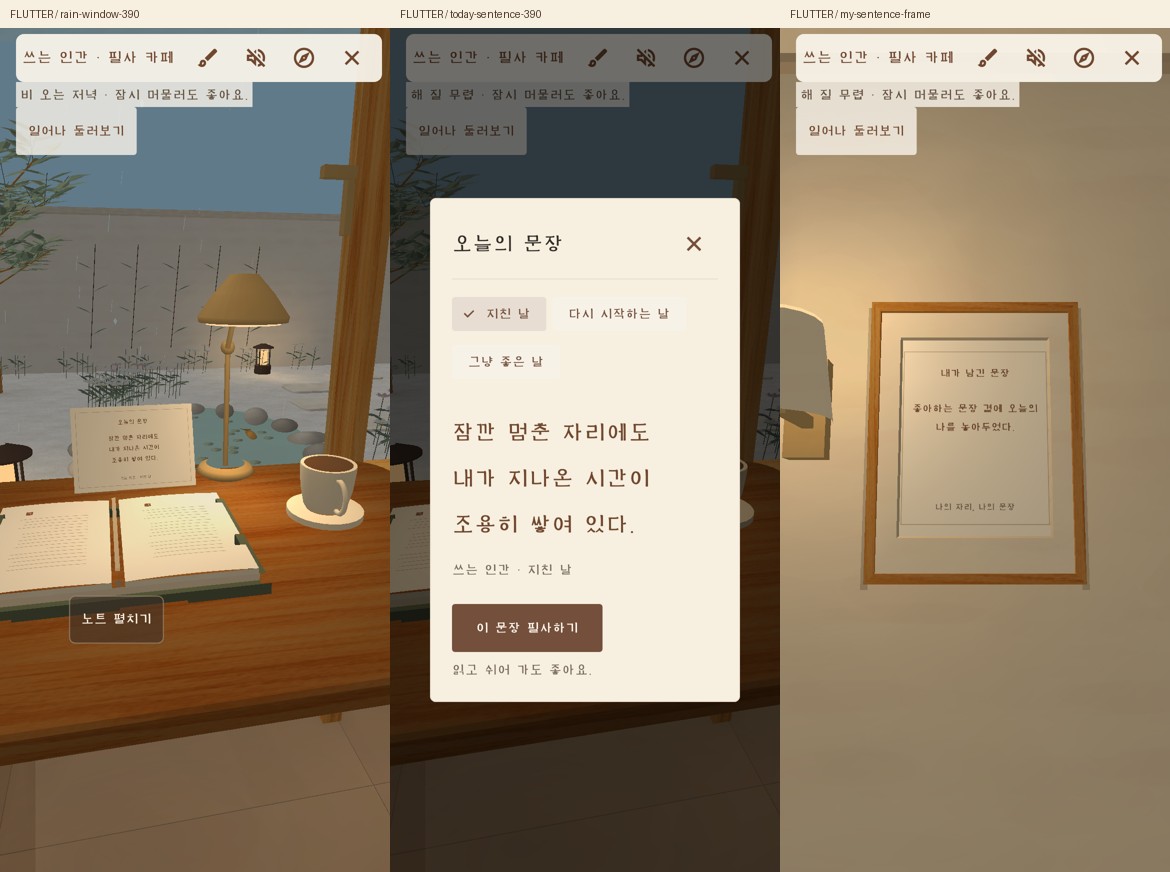 FLUTTER / rain-window-390
쓰는 인간 · 필사 카페
비 오는 저녁 · 잠시 머물러도 좋아요.
일어나 둘러보기
오늘의 문장
잠깐 멈춘 자리에도
내가 지나온 시간이
조용히 쌓여 있다.
노트 펼치기
FLUTTER / today-sentence-390
쓰는 인간 · 필사 카페
해 질 무렵 · 잠시 머물러도 좋아요.
일어나 둘러보기
오늘의 문장
지친 날
다시 시작하는 날
그냥 좋은 날
잠깐 멈춘 자리에도
내가 지나온 시간이
조용히 쌓여 있다.
쓰는 인간 · 지친 날
이 문장 필사하기
읽고 쉬어 가도 좋아요.
FLUTTER / my-sentence-frame
쓰는 인간 · 필사 카페
해 질 무렵 · 잠시 머물러도 좋아요.
일어나 둘러보기
내가 남긴 문장
좋아하는 문장 곁에 오늘의
나를 놓아두었다.
나의 자리, 나의 문장